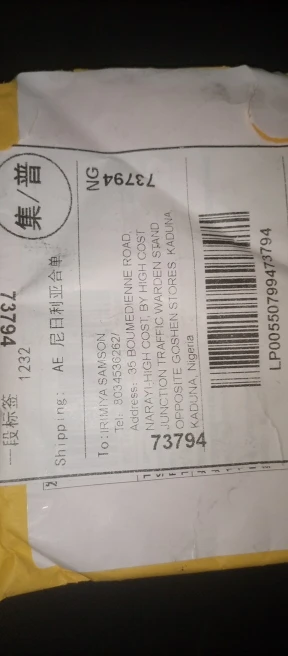 一段标签 73794
1232
集/普
Shipping: AE 尼日利亚合单
NG
73794
To:IRIMIYA SAMSON
Tel: 8034536262/
Address: 35 BOUMEDIENNE ROAD
NARAYI-HIGH COST, BY HIGH COST
JUNCTION TRAFFIC WARDEN STAND
OPPOSITE GOSHEN STORES KADUNA
KADUNA, Nigeria
73794
LP00550799473794